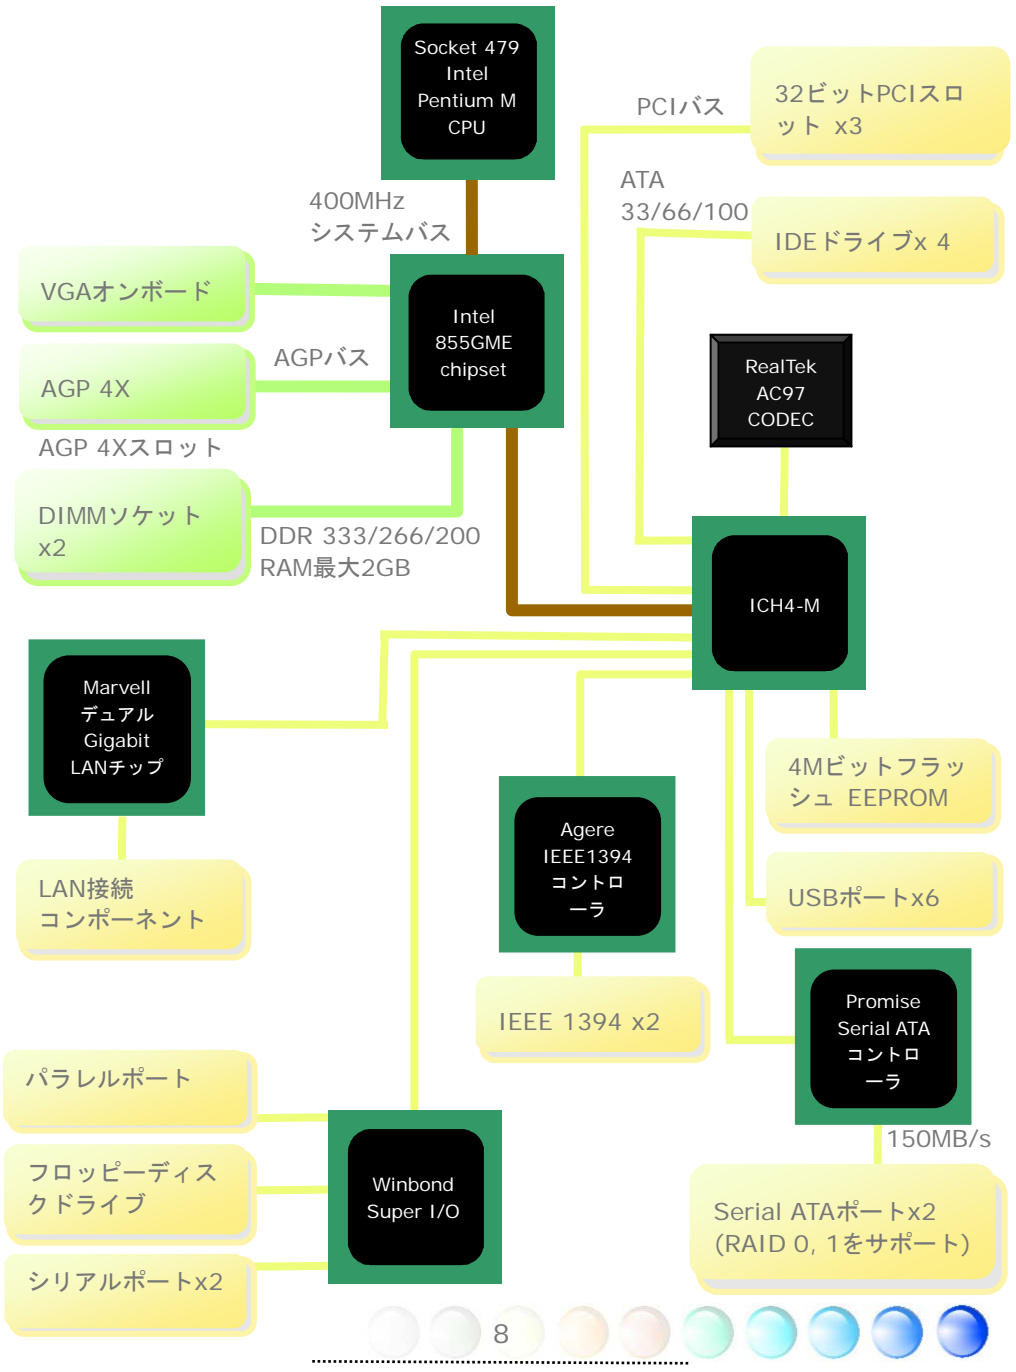 Socket 479
Intel
Pentium M
CPU
PCIバス
32ビットPCIスロ
ット x3
ATA
33/66/100
IDEドライブx 4
400MHz
システムバス
VGAオンボード
Intel
855GME
chipset
AGPバス
AGP 4X
AGP 4Xスロット
RealTek
AC97
CODEC
DIMMソケット
x2
DDR 333/266/200
RAM最大2GB
ICH4-M
Marvell
デュアル
Gigabit
LANチップ
4Mビットフラッ
シュ EEPROM
Agere
IEEE1394
コントロ
ーラ
LAN接続
コンポーネント
USBポートx6
IEEE 1394 x2
Promise
Serial ATA
コントロ
ーラ
パラレルポート
150MB/s
フロッピーディス
クドライブ
Winbond
Super I/O
Serial ATAポートx2
(RAID 0, 1をサポート)
シリアルポートx2
8